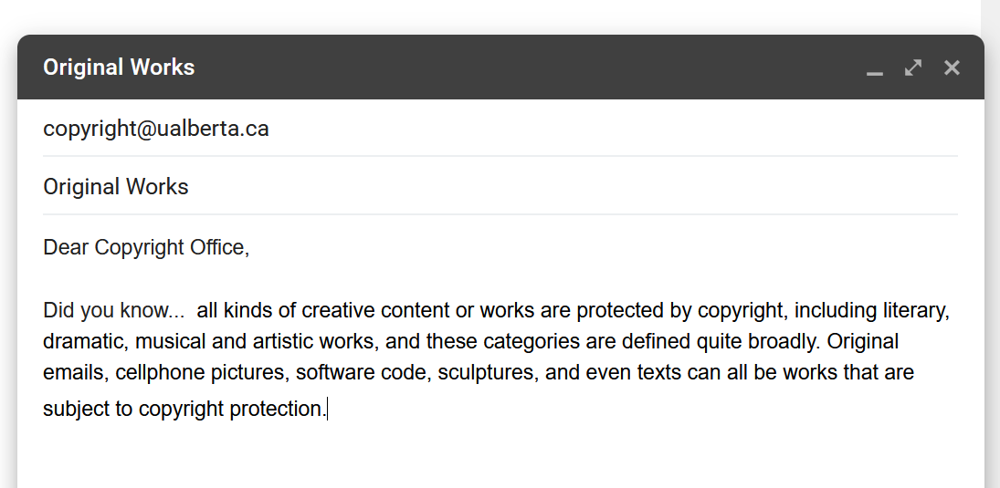 Original Works
copyright@ualberta.ca
Original Works
Dear Copyright Office,
Did you know...  all kinds of creative content or works are protected by copyright, including literary,
dramatic, musical and artistic works, and these categories are defined quite broadly. Original
emails, cellphone pictures, software code, sculptures, and even texts can all be works that are
subject to copyright protection.